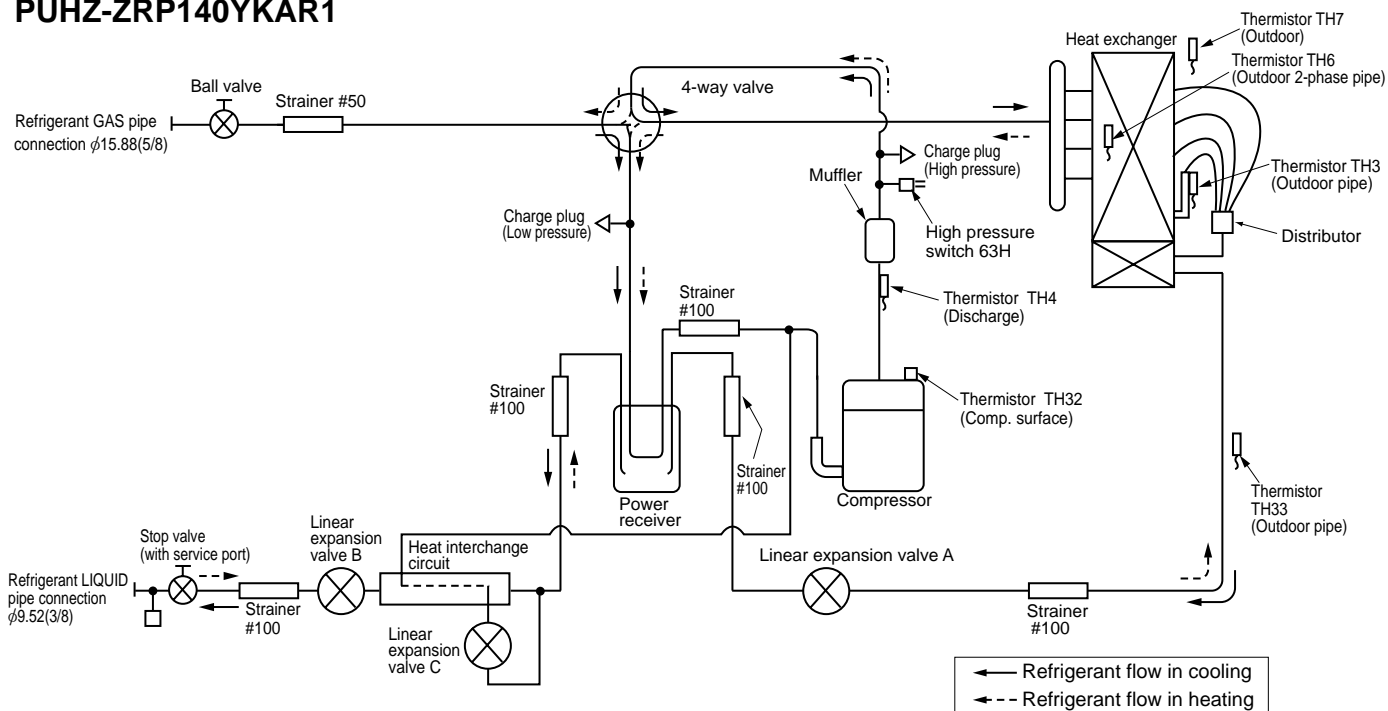 PUHZ-ZRP140YKAR1
Ball valve
Strainer #50
Refrigerant GAS pipe
connection ϕ15.88(5/8)
4-way valve
Heat exchanger
Thermistor TH7
(Outdoor)
Thermistor TH6
(Outdoor 2-phase pipe)
Charge plug
(High pressure)
Muffler
High pressure
switch 63H
Thermistor TH3
(Outdoor pipe)
Distributor
Charge plug
(Low pressure)
Strainer
#100
Thermistor TH4
(Discharge)
Strainer
#100
Thermistor TH32
(Comp. surface)
Strainer
#100
Power
receiver
Compressor
Thermistor
TH33
(Outdoor pipe)
Stop valve
(with service port)
Linear
expansion
valve B
Heat interchange
circuit
Linear expansion valve A
Refrigerant LIQUID
pipe connection
ϕ9.52(3/8)
Strainer
#100
Linear
expansion
valve C
Strainer
#100
Refrigerant flow in cooling
Refrigerant flow in heating